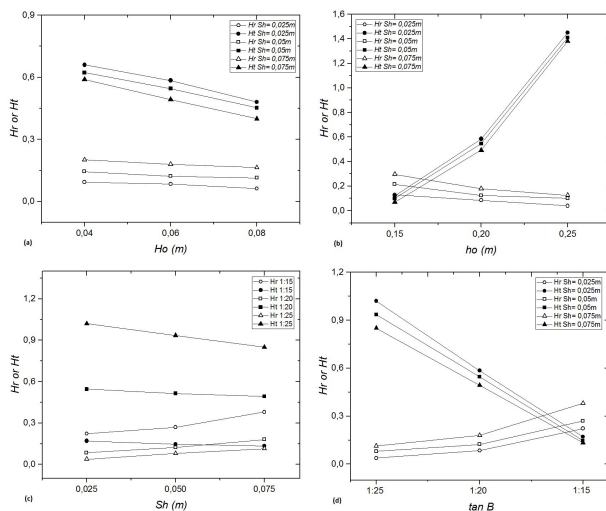 0,9
0,6
0,3
0,0
Hr or Ht
Hr Sh= 0,025m
Ht Sh= 0,025m
Hr Sh= 0,05m
Ht Sh= 0,05m
Hr Sh= 0,075m
Ht Sh= 0,075m
0,04 0,06 0,08
(a)
Ho (m)
1,6
1,4
1,2
1,0
0,8
0,6
0,4
0,2
0,0
Hr or Ht
Hr Sh= 0,025m
Ht Sh= 0,025m
Hr Sh= 0,05m
Ht Sh= 0,05m
Hr Sh= 0,075m
Ht Sh= 0,075m
0,15 0,20 0,25
(b)
ho (m)
1,2
0,9
0,6
0,3
0,0
Hr or Ht
Hr 1:15
Ht 1:15
Hr 1:20
Ht 1:20
Hr 1:25
Ht 1:25
0,025 0,050 0,075
(c)
Sh (m)
1,2
0,9
0,6
0,3
0,0
Hr or Ht
Hr Sh= 0,025m
Ht Sh= 0,025m
Hr Sh= 0,05m
Ht Sh= 0,05m
Hr Sh= 0,075m
Ht Sh= 0,075m
1:25 1:20 1:15
(d)
tan B